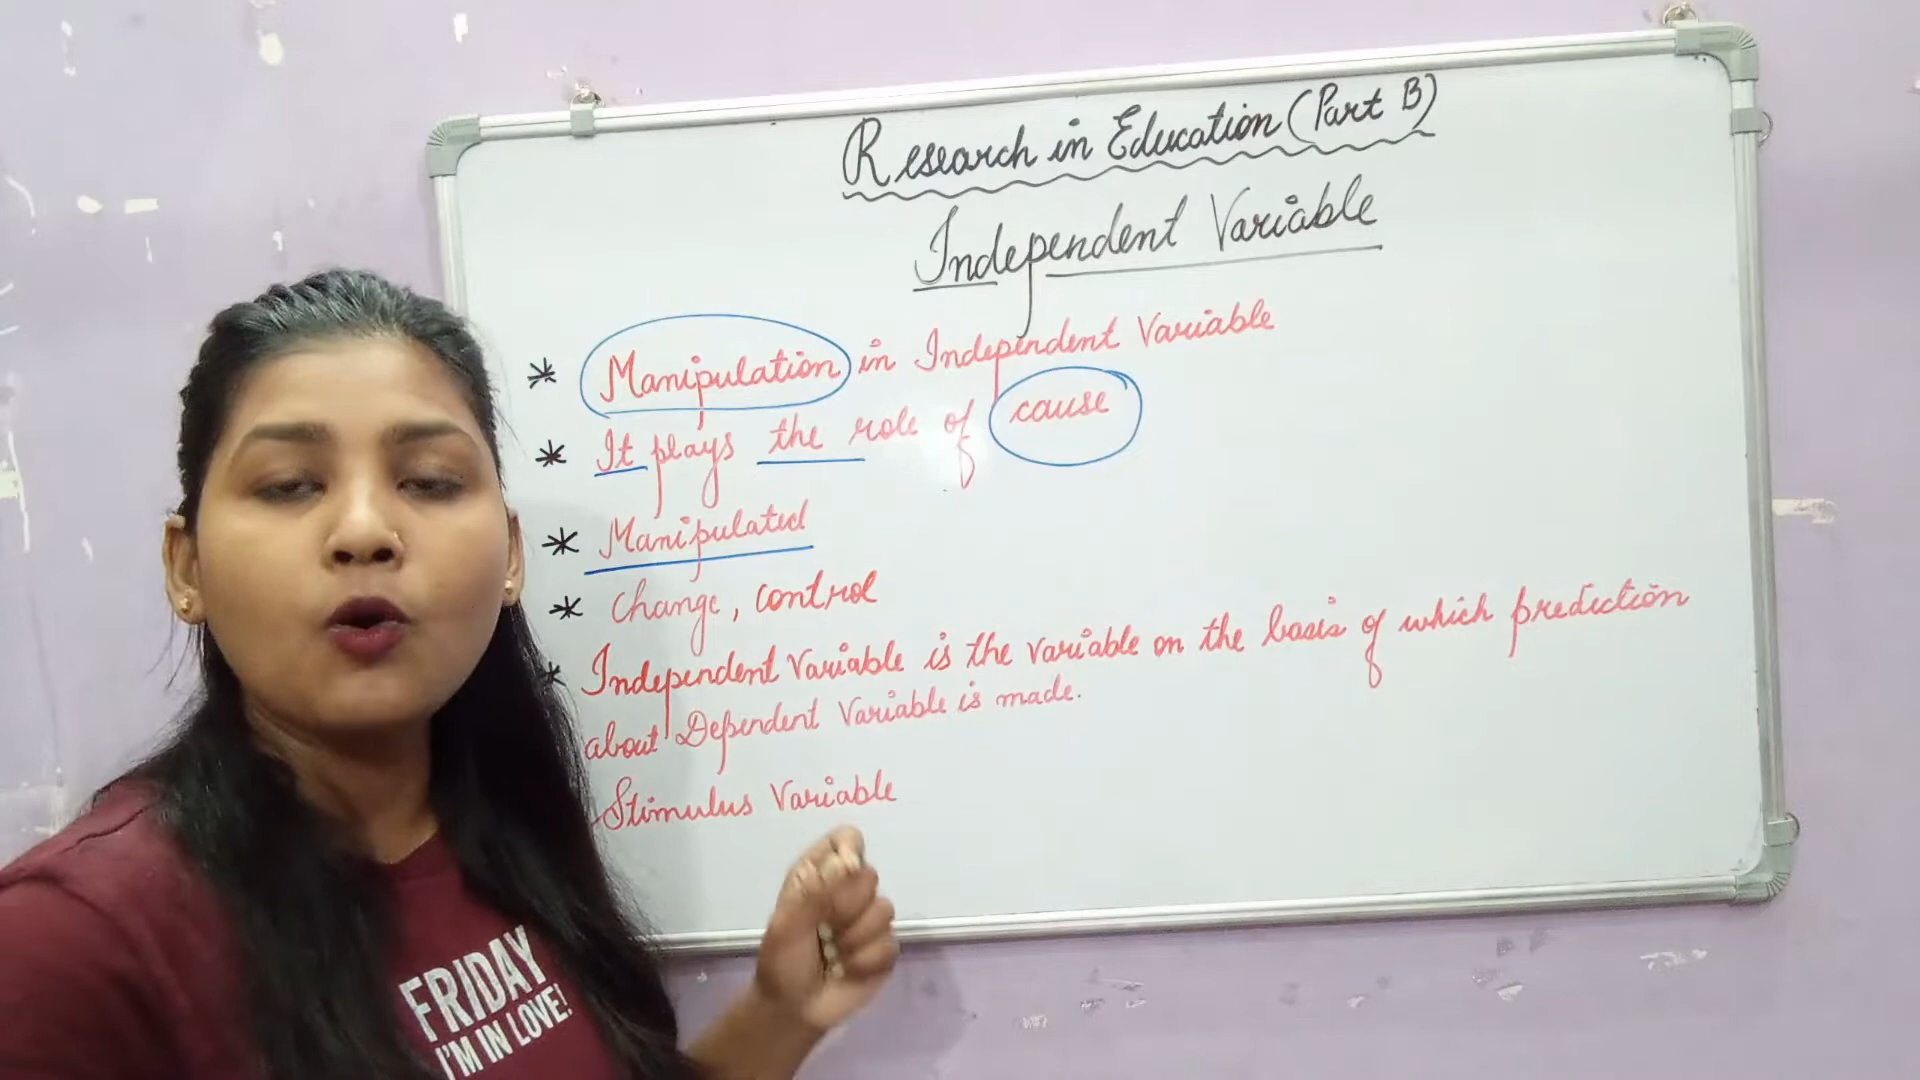 Research in Education (Part B)
Independent Variable
* Manipulation in Independent Variable
* It plays the role of cause
* Manipulated
* Change, control
* Independent Variable is the Variable on the basis of which prediction
about Dependent Variable is made.
Stimulus Variable
FRIDAY
I'M IN LOVE!